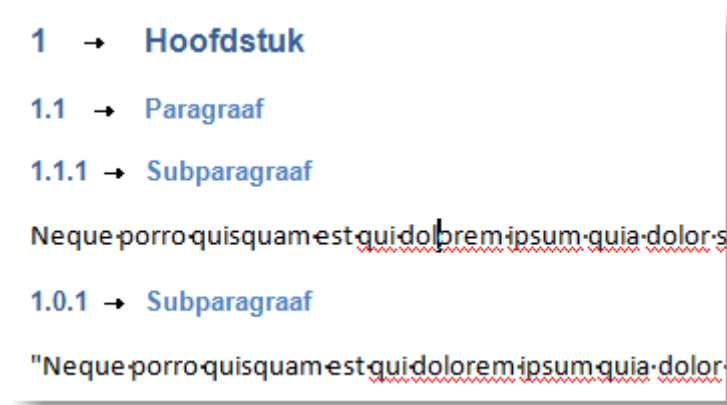 1 → Hoofdstuk
1.1 → Paragraaf
1.1.1 → Subparagraaf
Neque·porro·quisquam·est·qui·dolorem·ipsum·quia·dolor·s
1.0.1 → Subparagraaf
"Neque·porro·quisquam·est·qui·dolorem·ipsum·quia·dolor·